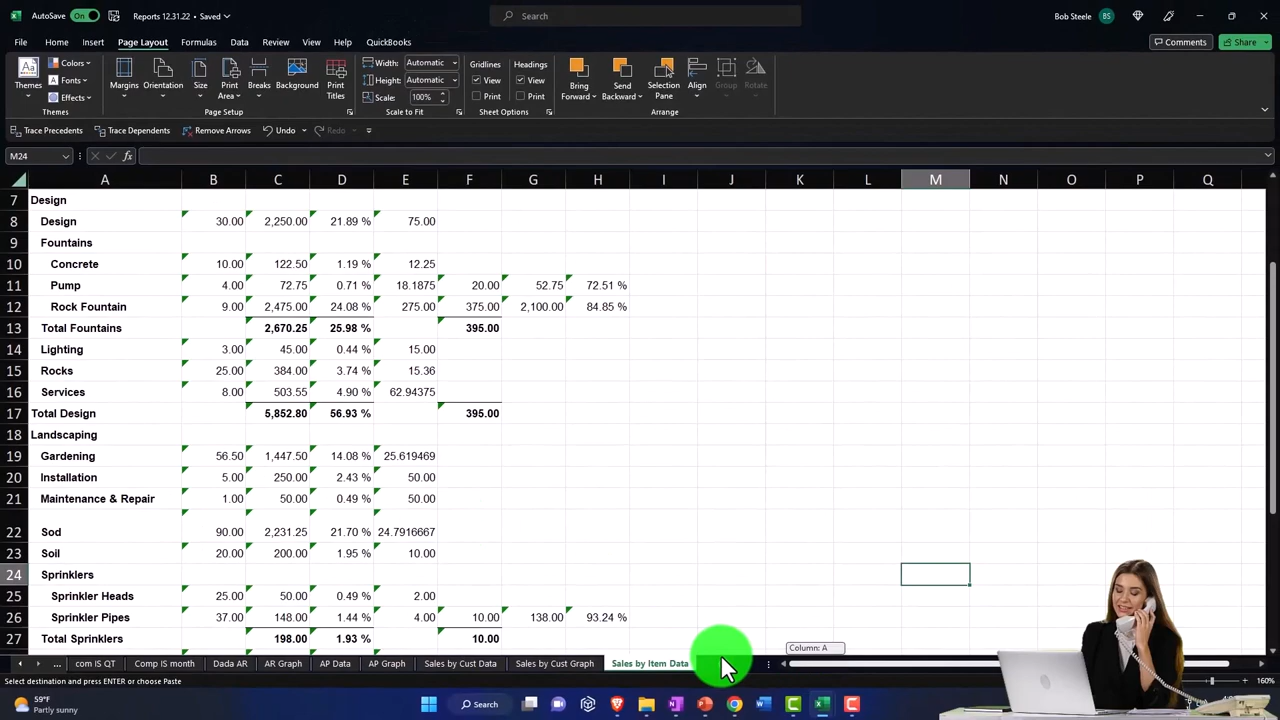 AutoSave On Reports 12.31.22 • Saved Search Bob Steele BS
File Home Insert Page Layout Formulas Data Review View Help QuickBooks Comments Share
Themes Colors Fonts Effects Margins Orientation Size Print Area Breaks Background Print Titles Width: Automatic Height: Automatic Scale: 100% Gridlines View Print Headings View Print Bring Forward Send Backward Selection Pane Align Group Rotate
Themes Page Setup Scale to Fit Sheet Options Arrange
Trace Precedents Trace Dependents Remove Arrows Undo Redo
M24 fx
A B C D E F G H I J K L M N O P Q
7 Design
8 Design 30.00 2,250.00 21.89 % 75.00
9 Fountains
10 Concrete 10.00 122.50 1.19 % 12.25
11 Pump 4.00 72.75 0.71 % 18.1875 20.00 52.75 72.51 %
12 Rock Fountain 9.00 2,475.00 24.08 % 275.00 375.00 2,100.00 84.85 %
13 Total Fountains 2,670.25 25.98 % 395.00
14 Lighting 3.00 45.00 0.44 % 15.00
15 Rocks 25.00 384.00 3.74 % 15.36
16 Services 8.00 503.55 4.90 % 62.94375
17 Total Design 5,852.80 56.93 % 395.00
18 Landscaping
19 Gardening 56.50 1,447.50 14.08 % 25.619469
20 Installation 5.00 250.00 2.43 % 50.00
21 Maintenance & Repair 1.00 50.00 0.49 % 50.00
22 Sod 90.00 2,231.25 21.70 % 24.7916667
23 Soil 20.00 200.00 1.95 % 10.00
24 Sprinklers
25 Sprinkler Heads 25.00 50.00 0.49 % 2.00
26 Sprinkler Pipes 37.00 148.00 1.44 % 4.00 10.00 138.00 93.24 %
27 Total Sprinklers 198.00 1.93 % 10.00
Column: A
... com IS QT Comp IS month Dada AR AR Graph AP Data AP Graph Sales by Cust Data Sales by Cust Graph Sales by Item Data
Select destination and press ENTER or choose Paste 160%
59°F
Partly sunny
Search